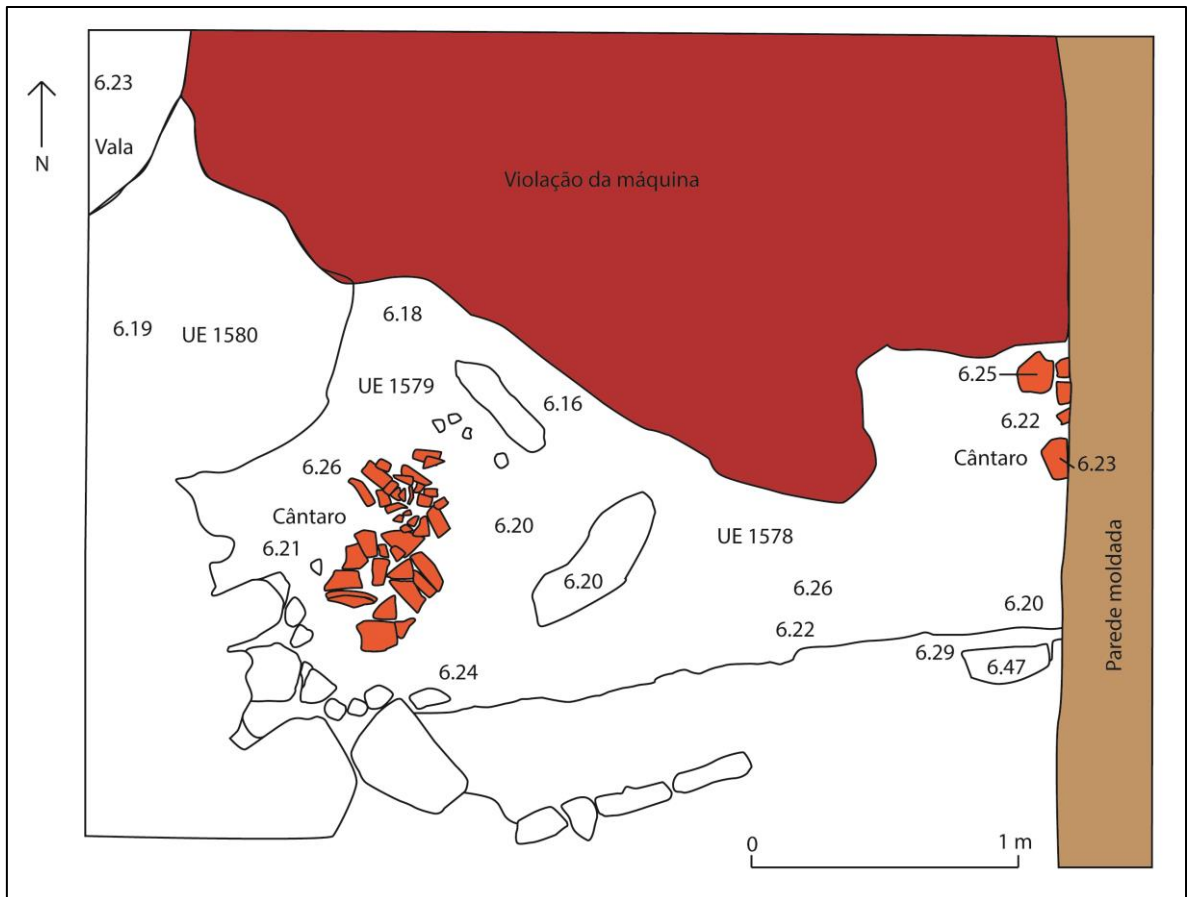 6.23
Vala
N
Violação da máquina
6.19
UE 1580
6.18
UE 1579
6.16
6.25
6.22
Cântaro
6.23
6.26
Cântaro
6.21
6.20
6.20
UE 1578
6.26
6.20
6.22
6.29
6.47
6.24
Parede moldada
0
1 m